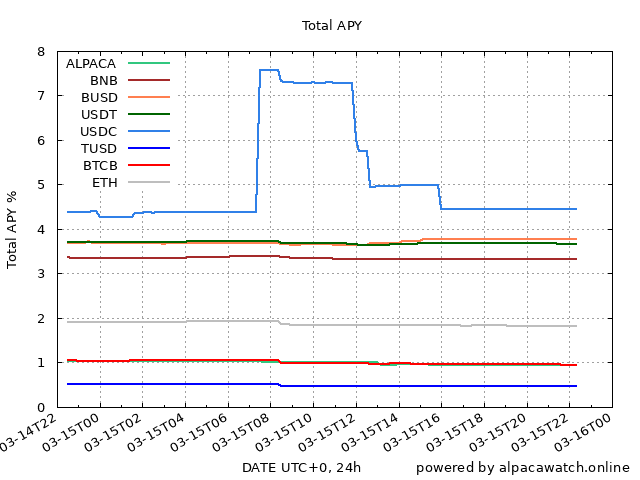 Total APY
8
7
6
5
4
3
2
1
0
Total APY %
ALPACA
BNB
BUSD
USDT
USDC
TUSD
BTCB
ETH
03-14T22
03-15T00
03-15T02
03-15T04
03-15T06
03-15T08
03-15T10
03-15T12
03-15T14
03-15T16
03-15T18
03-15T20
03-15T22
03-16T00
DATE UTC+0, 24h
powered by alpacawatch.online